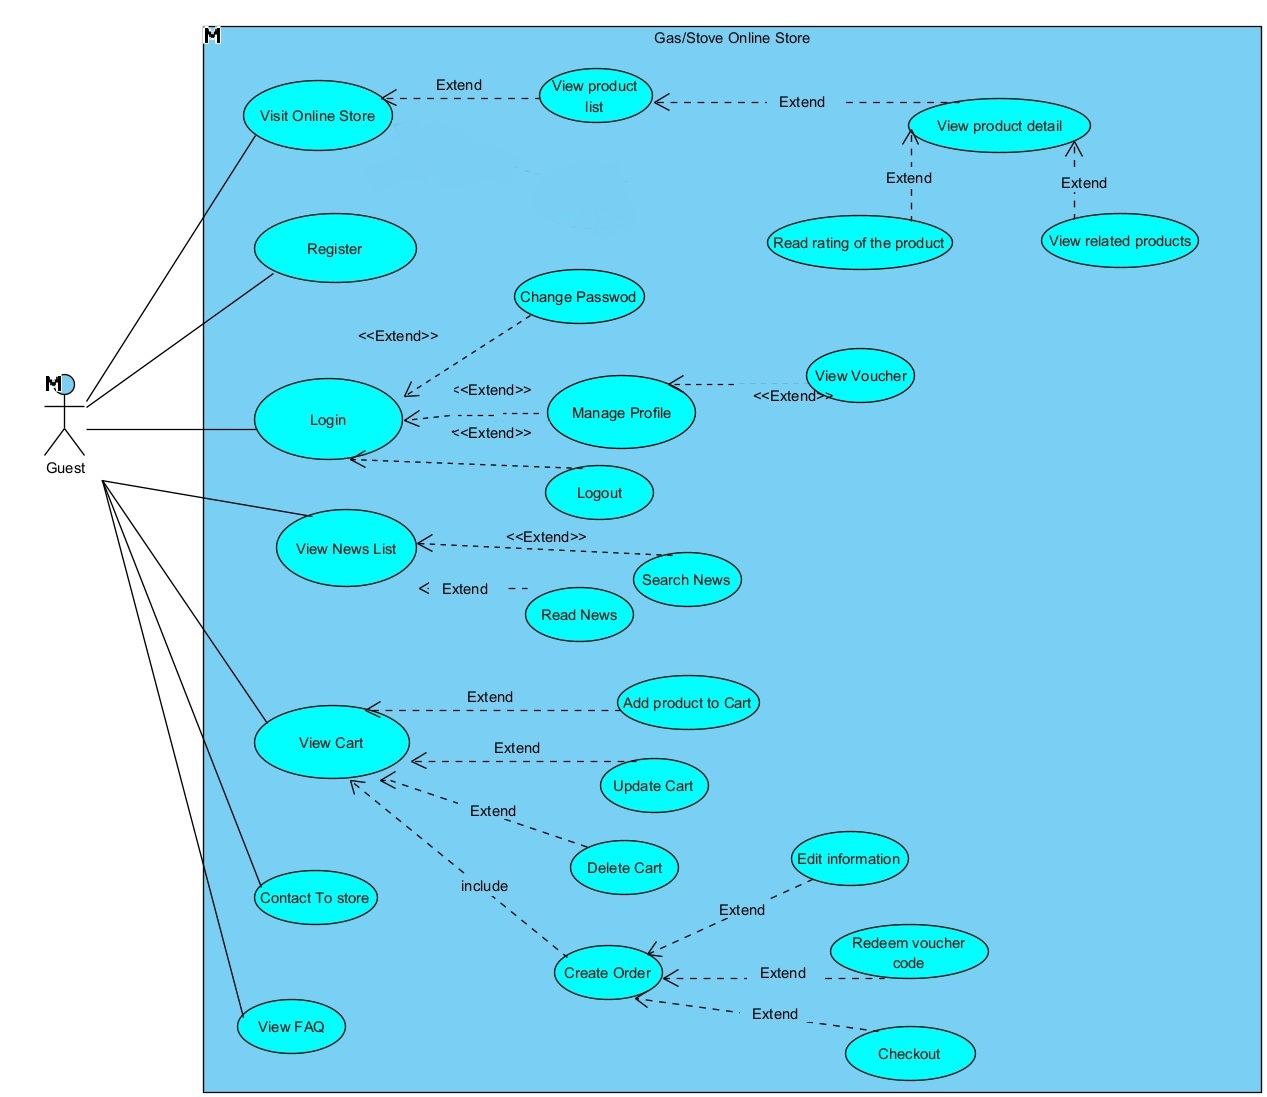 M
Gas/Stove Online Store
Visit Online Store
Extend
View product
list
Extend
View product detail
Extend
Extend
Read rating of the product
View related products
Register
Change Passwod
<<Extend>>
M
Guest
Login
<<Extend>>
<<Extend>>
Manage Profile
View Voucher
<<Extend>>
Logout
View News List
<<Extend>>
Search News
Extend
Read News
View Cart
Extend
Add product to Cart
Extend
Update Cart
Extend
Delete Cart
include
Contact To store
Edit information
Extend
Create Order
Extend
Redeem voucher
code
Extend
Checkout
View FAQ